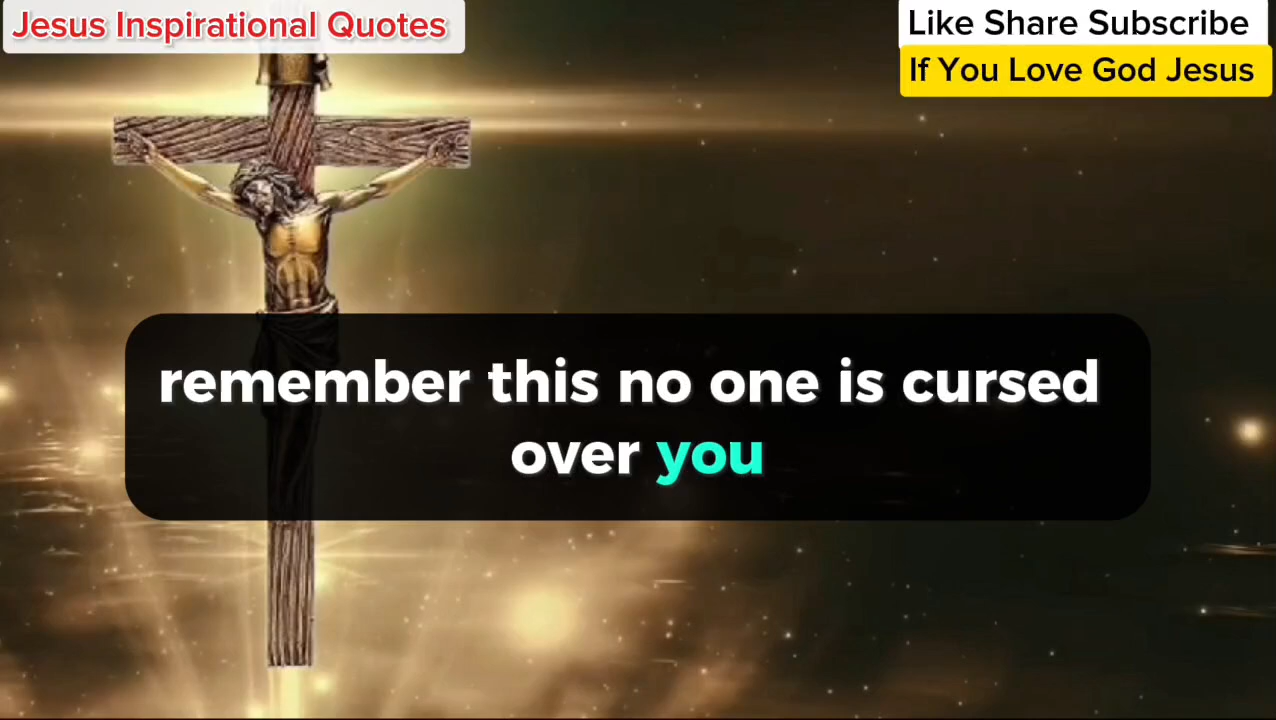 Jesus Inspirational Quotes
Like Share Subscribe
If You Love God Jesus
remember this no one is cursed
over you